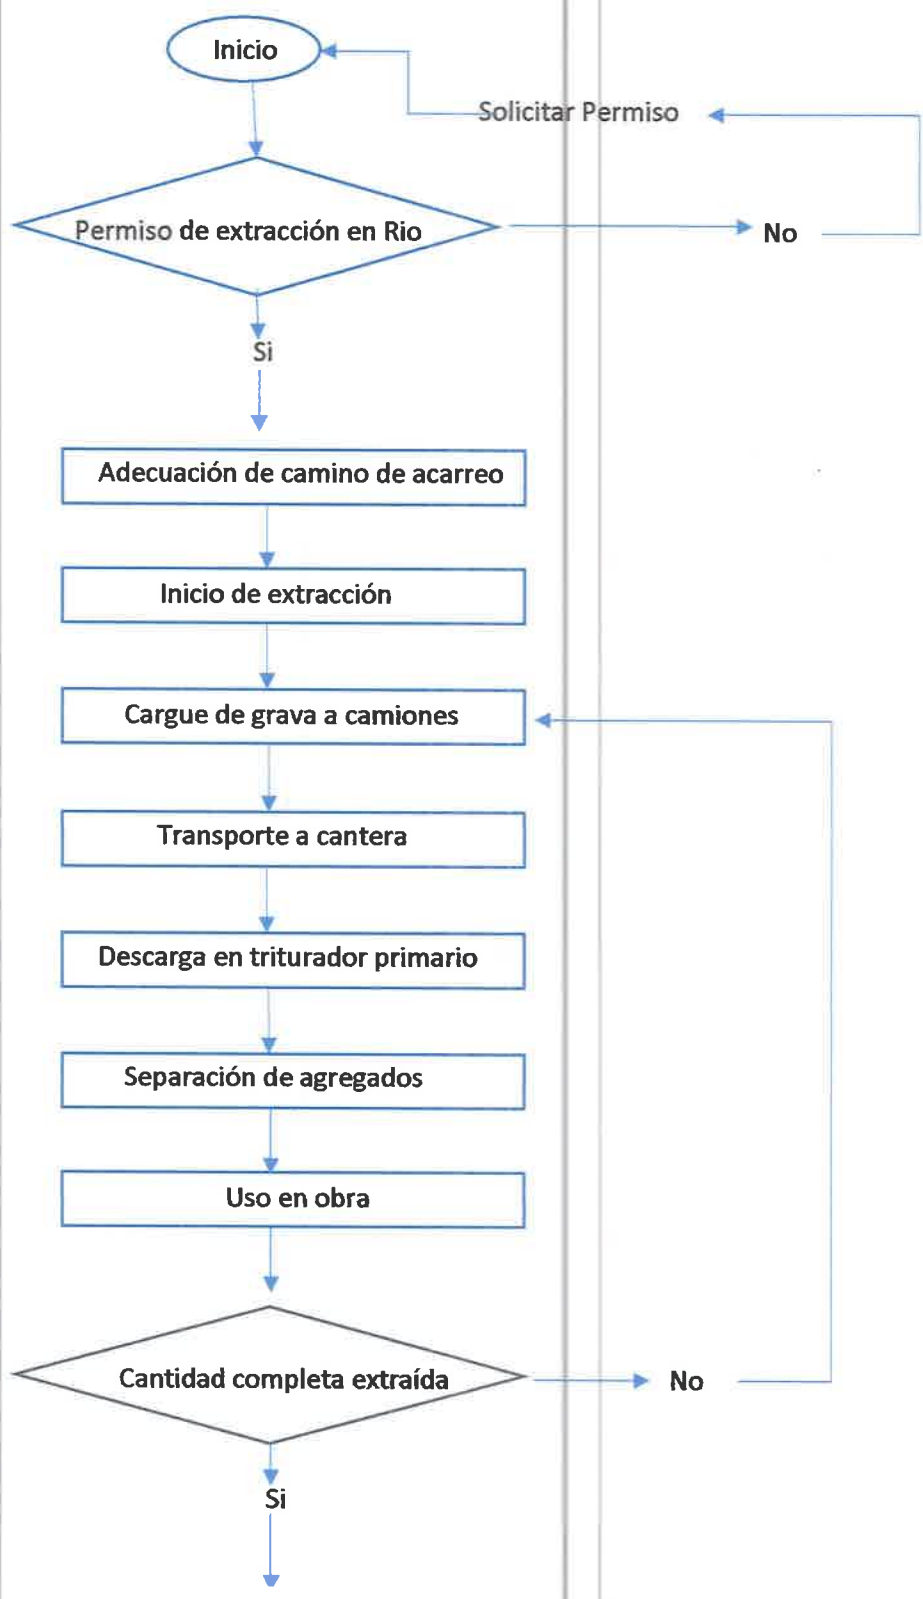 Inicio
Solicitar Permiso
Permiso de extracción en Rio
No
Si
Adecuación de camino de acarreo
Inicio de extracción
Cargue de grava a camiones
Transporte a cantera
Descarga en triturador primario
Separación de agregados
Uso en obra
Cantidad completa extraída
No
Si